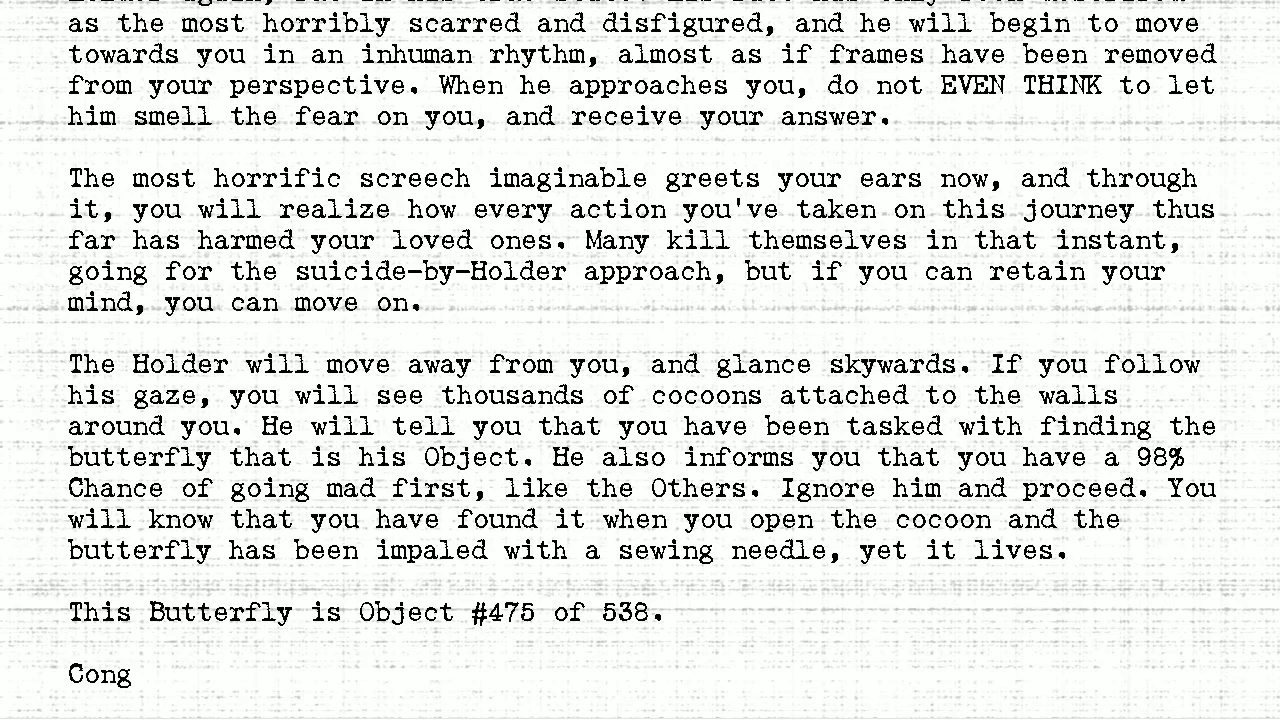 as the most horribly scarred and disfigured, and he will begin to move
towards you in an inhuman rhythm, almost as if frames have been removed
from your perspective. When he approaches you, do not EVEN THINK to let
him smell the fear on you, and receive your answer.
The most horrific screech imaginable greets your ears now, and through
it, you will realize how every action you've taken on this journey thus
far has harmed your loved ones. Many kill themselves in that instant,
going for the suicide-by-Holder approach, but if you can retain your
mind, you can move on.
The Holder will move away from you, and glance skywards. If you follow
his gaze, you will see thousands of cocoons attached to the walls
around you. He will tell you that you have been tasked with finding the
butterfly that is his Object. He also informs you that you have a 98%
Chance of going mad first, like the Others. Ignore him and proceed. You
will know that you have found it when you open the cocoon and the
butterfly has been impaled with a sewing needle, yet it lives.
This Butterfly is Object #475 of 538.
Cong